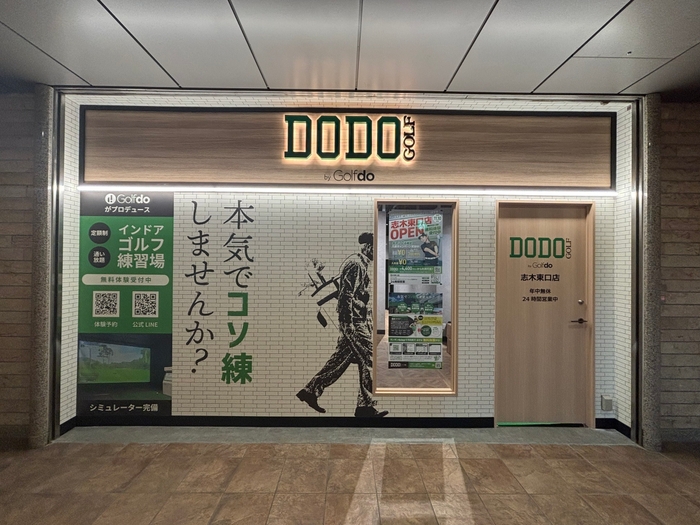 DODO GOLF
by Golfdo
Golfdo
がプロデュース
定額制
通い
放題
インドア
ゴルフ
練習場
無料体験受付中
体験予約 公式LINE
シミュレーター完備
本気でコソ練
しませんか?
志木東口店
OPEN
DODO GOLF
by Golfdo
志木東口店
年中無休
24時間営業中